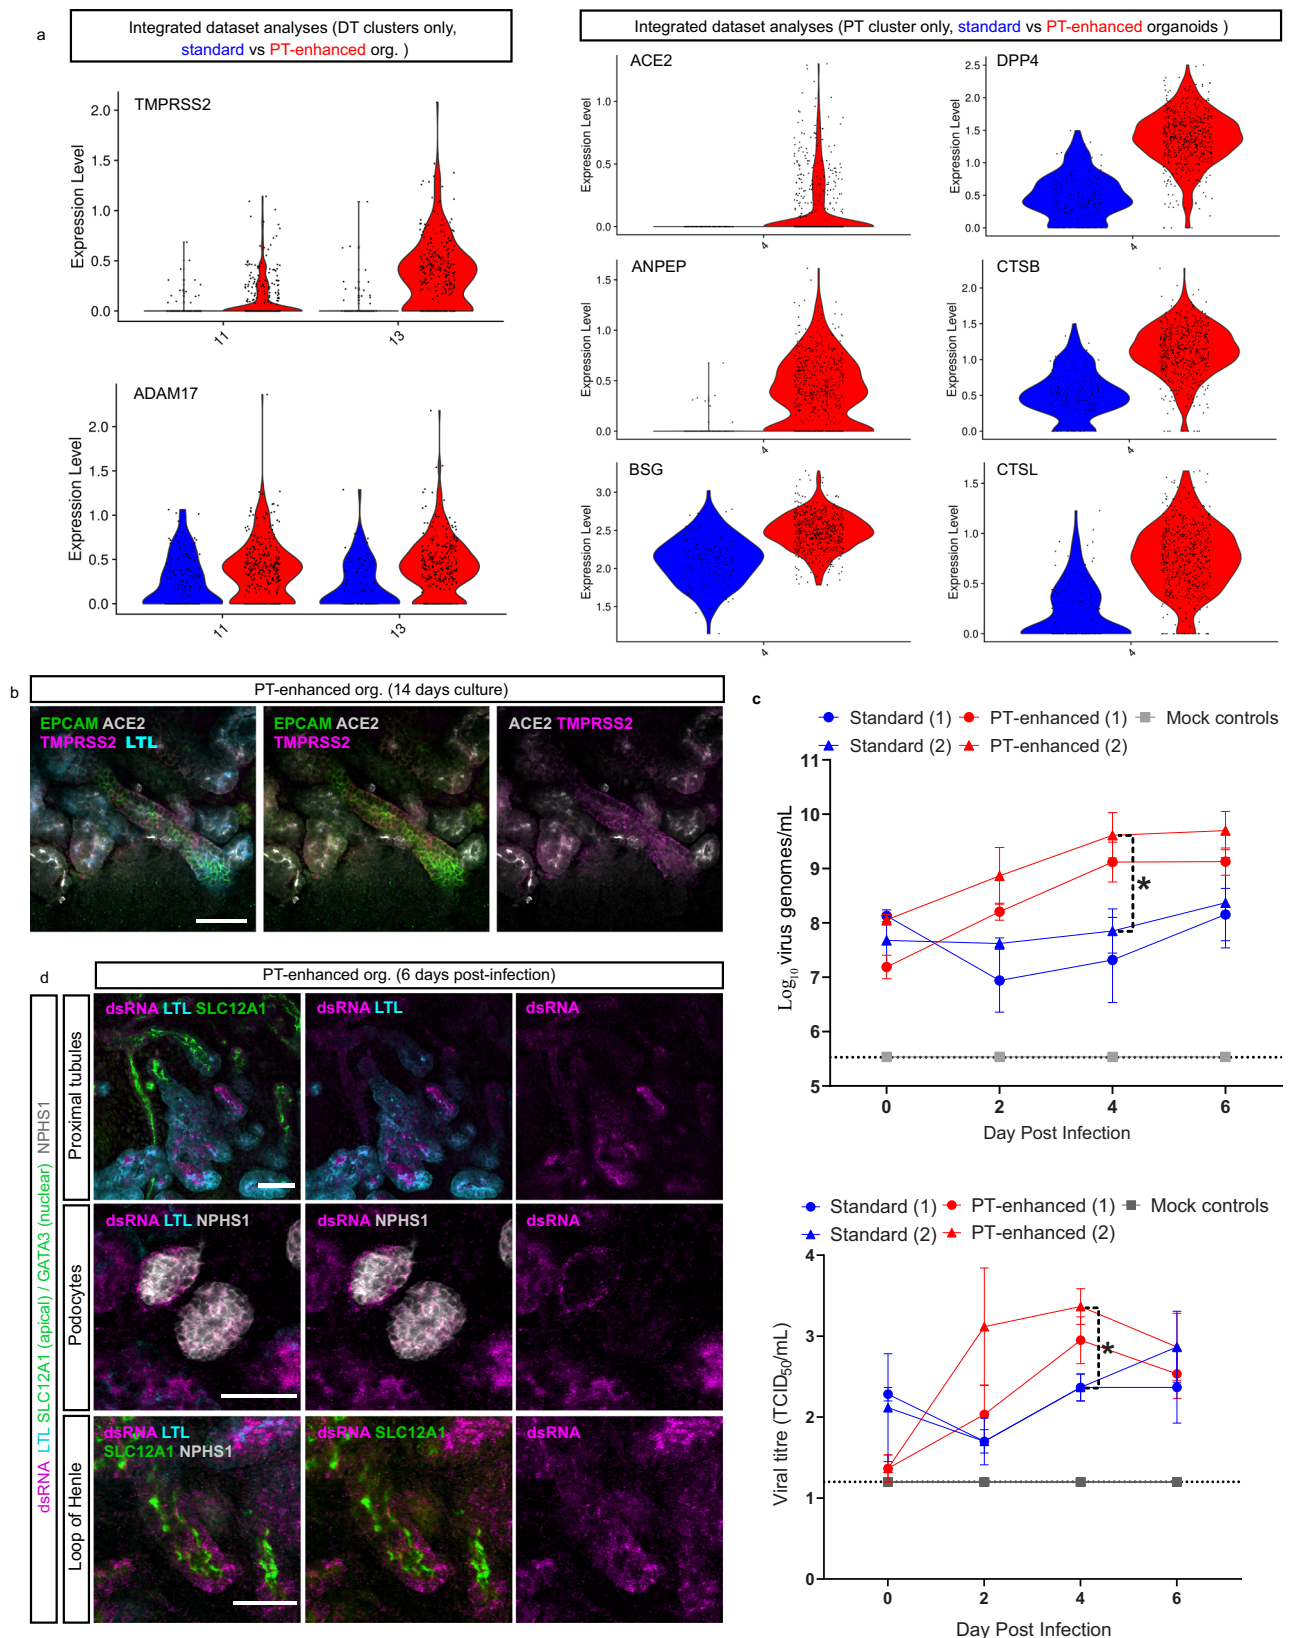 a
Integrated dataset analyses (DT clusters only,
standard vs PT-enhanced org. )
TMPRSS2
Expression Level
2.0
1.5
1.0
0.5
0.0
11
13
ADAM17
Expression Level
2.0
1.5
1.0
0.5
0.0
11
13
Integrated dataset analyses (PT cluster only, standard vs PT-enhanced organoids )
ACE2
Expression Level
1.0
0.5
0.0
4
DPP4
Expression Level
2.5
2.0
1.5
1.0
0.5
0.0
4
ANPEP
Expression Level
1.5
1.0
0.5
0.0
4
CTSB
Expression Level
2.0
1.5
1.0
0.5
0.0
4
BSG
Expression Level
3.0
2.5
2.0
1.5
4
CTSL
Expression Level
1.5
1.0
0.5
0.0
4
b
PT-enhanced org. (14 days culture)
EPCAM ACE2
TMPRSS2 LTL
EPCAM ACE2
TMPRSS2
ACE2 TMPRSS2
c
Standard (1) PT-enhanced (1) Mock controls
Standard (2) PT-enhanced (2)
Log10 virus genomes/mL
11
10
9
8
7
6
5
*
0 2 4 6
Day Post Infection
Standard (1) PT-enhanced (1) Mock controls
Standard (2) PT-enhanced (2)
Viral titre (TCID50/mL)
4
3
2
1
0
*
0 2 4 6
Day Post Infection
d
PT-enhanced org. (6 days post-infection)
dsRNA LTL SLC12A1 (apical) / GATA3 (nuclear) NPHS1
Proximal tubules
dsRNA LTL SLC12A1
dsRNA LTL
dsRNA
Podocytes
dsRNA LTL NPHS1
dsRNA NPHS1
dsRNA
Loop of Henle
dsRNA LTL
SLC12A1 NPHS1
dsRNA SLC12A1
dsRNA